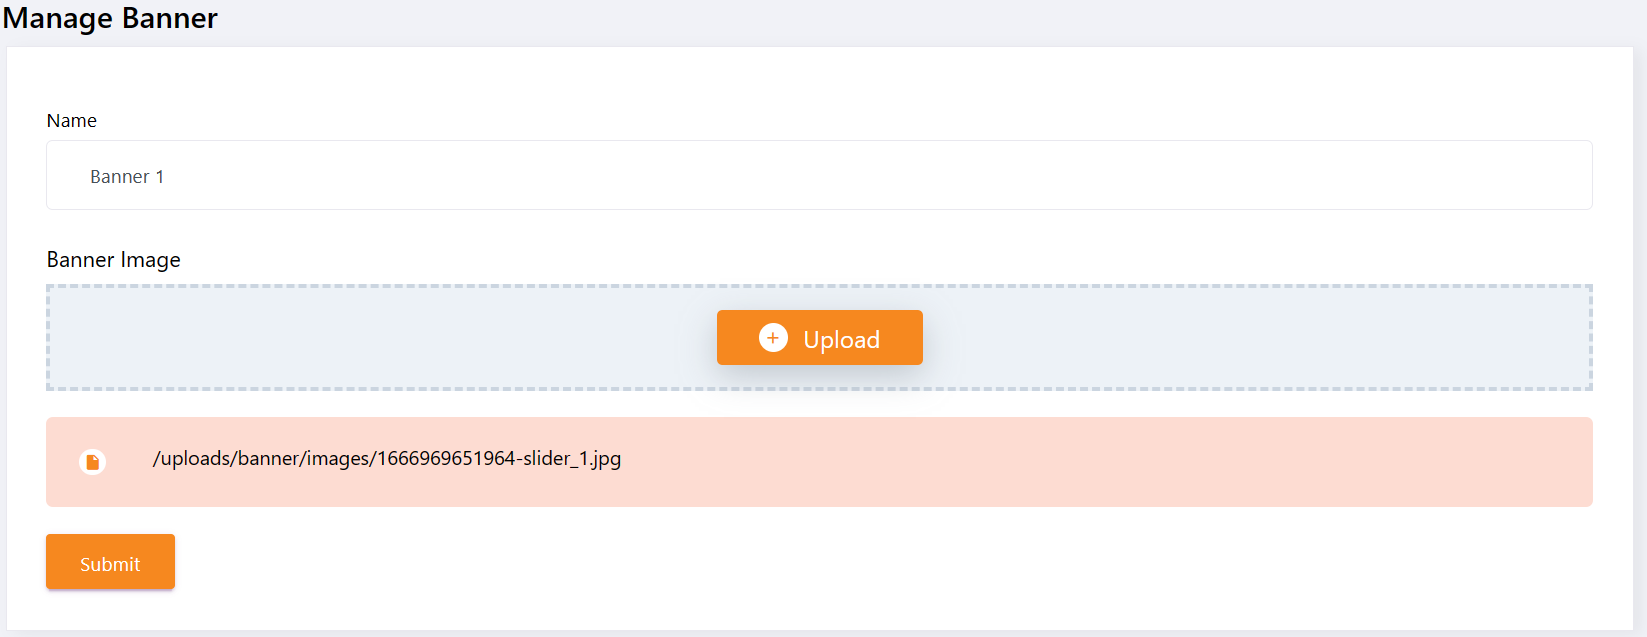 Manage Banner
Name
Banner 1
Banner Image
Upload
/uploads/banner/images/1666969651964-slider_1.jpg
Submit